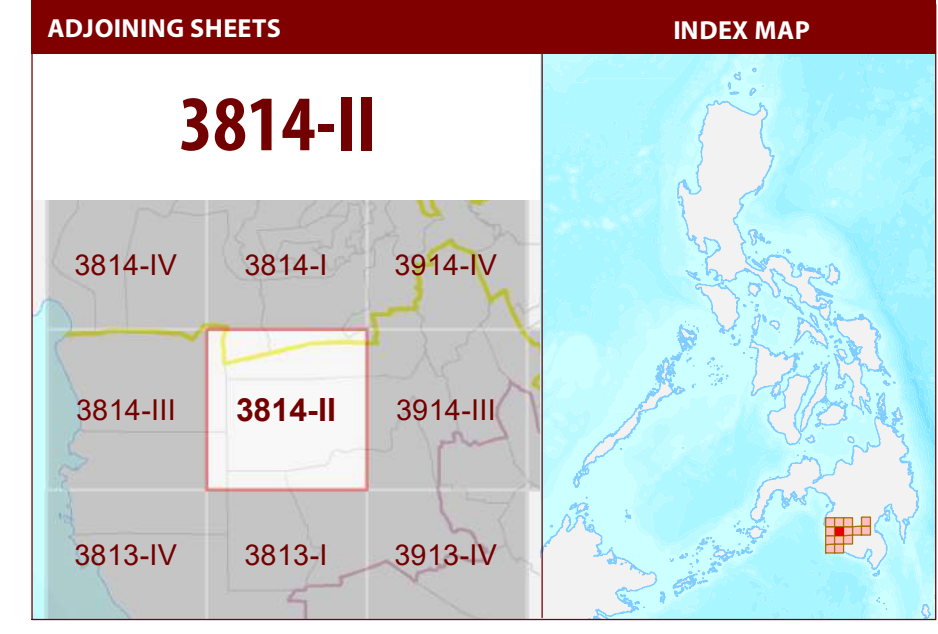 ADJOINING SHEETS
INDEX MAP
3814-II
3814-IV 3814-I 3914-IV
3814-III 3814-II 3914-III
3813-IV 3813-I 3913-IV